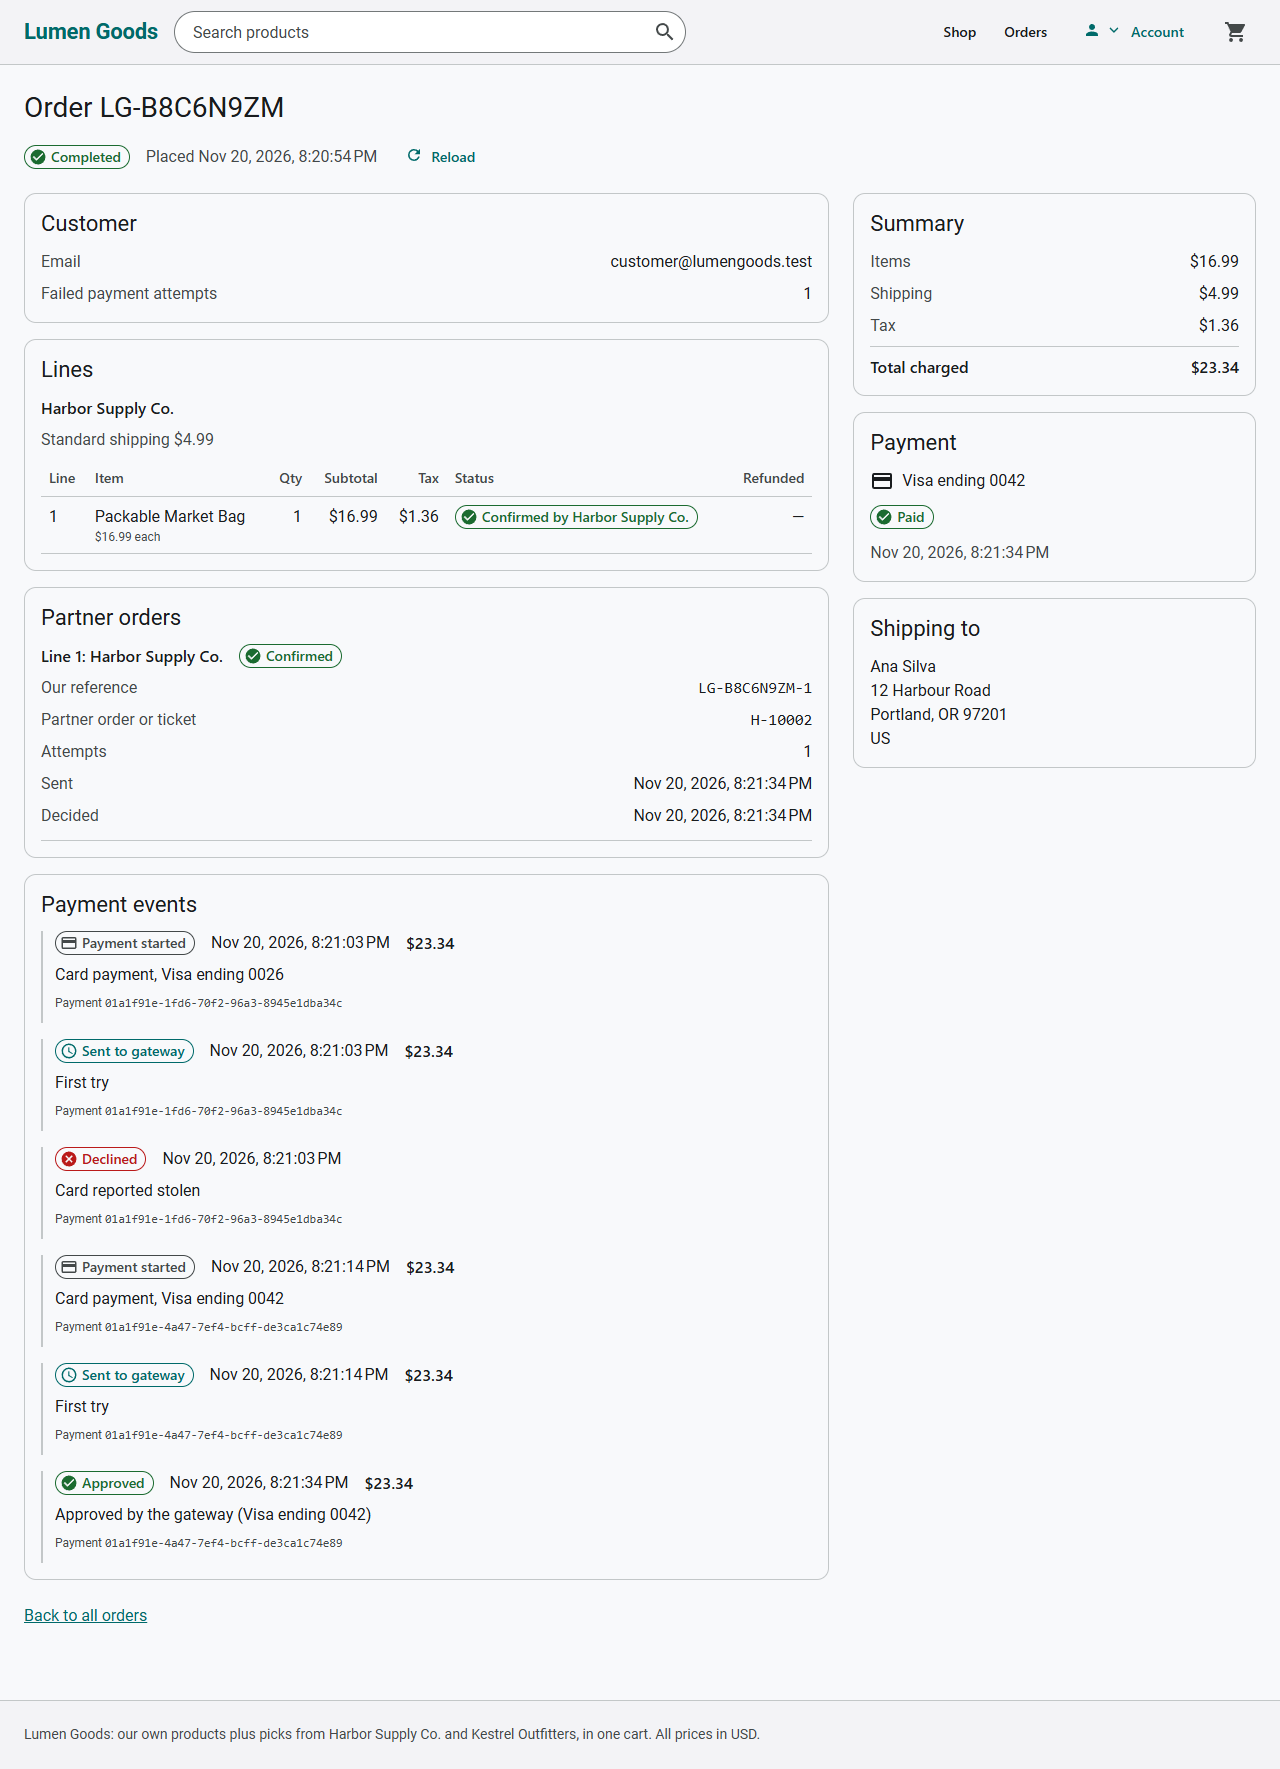 Lumen Goods
Search products
Shop
Orders
Account
Order LG-B8C6N9ZM
Completed
Placed Nov 20, 2026, 8:20:54 PM
Reload
Customer
Email customer@lumengoods.test
Failed payment attempts 1
Lines
Harbor Supply Co.
Standard shipping $4.99
Line Item Qty Subtotal Tax Status Refunded
1 Packable Market Bag 1 $16.99 $1.36 Confirmed by Harbor Supply Co. —
$16.99 each
Partner orders
Line 1: Harbor Supply Co. Confirmed
Our reference LG-B8C6N9ZM-1
Partner order or ticket H-10002
Attempts 1
Sent Nov 20, 2026, 8:21:34 PM
Decided Nov 20, 2026, 8:21:34 PM
Payment events
Payment started Nov 20, 2026, 8:21:03 PM $23.34
Card payment, Visa ending 0026
Payment 01a1f91e-1fd6-70f2-96a3-8945e1dba34c
Sent to gateway Nov 20, 2026, 8:21:03 PM $23.34
First try
Payment 01a1f91e-1fd6-70f2-96a3-8945e1dba34c
Declined Nov 20, 2026, 8:21:03 PM
Card reported stolen
Payment 01a1f91e-1fd6-70f2-96a3-8945e1dba34c
Payment started Nov 20, 2026, 8:21:14 PM $23.34
Card payment, Visa ending 0042
Payment 01a1f91e-4a47-7ef4-bcff-de3ca1c74e89
Sent to gateway Nov 20, 2026, 8:21:14 PM $23.34
First try
Payment 01a1f91e-4a47-7ef4-bcff-de3ca1c74e89
Approved Nov 20, 2026, 8:21:34 PM $23.34
Approved by the gateway (Visa ending 0042)
Payment 01a1f91e-4a47-7ef4-bcff-de3ca1c74e89
Summary
Items $16.99
Shipping $4.99
Tax $1.36
Total charged $23.34
Payment
Visa ending 0042
Paid
Nov 20, 2026, 8:21:34 PM
Shipping to
Ana Silva
12 Harbour Road
Portland, OR 97201
US
Back to all orders
Lumen Goods: our own products plus picks from Harbor Supply Co. and Kestrel Outfitters, in one cart. All prices in USD.